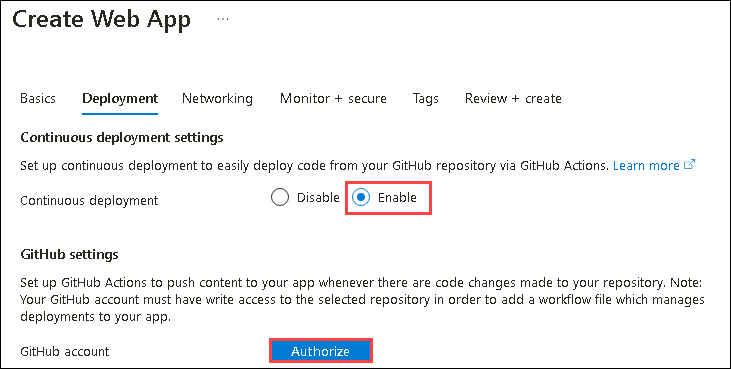 Create Web App ...
Basics Deployment Networking Monitor + secure Tags Review + create
Continuous deployment settings
Set up continuous deployment to easily deploy code from your GitHub repository via GitHub Actions. Learn more
Continuous deployment Disable Enable
GitHub settings
Set up GitHub Actions to push content to your app whenever there are code changes made to your repository. Note:
Your GitHub account must have write access to the selected repository in order to add a workflow file which manages
deployments to your app.
GitHub account Authorize